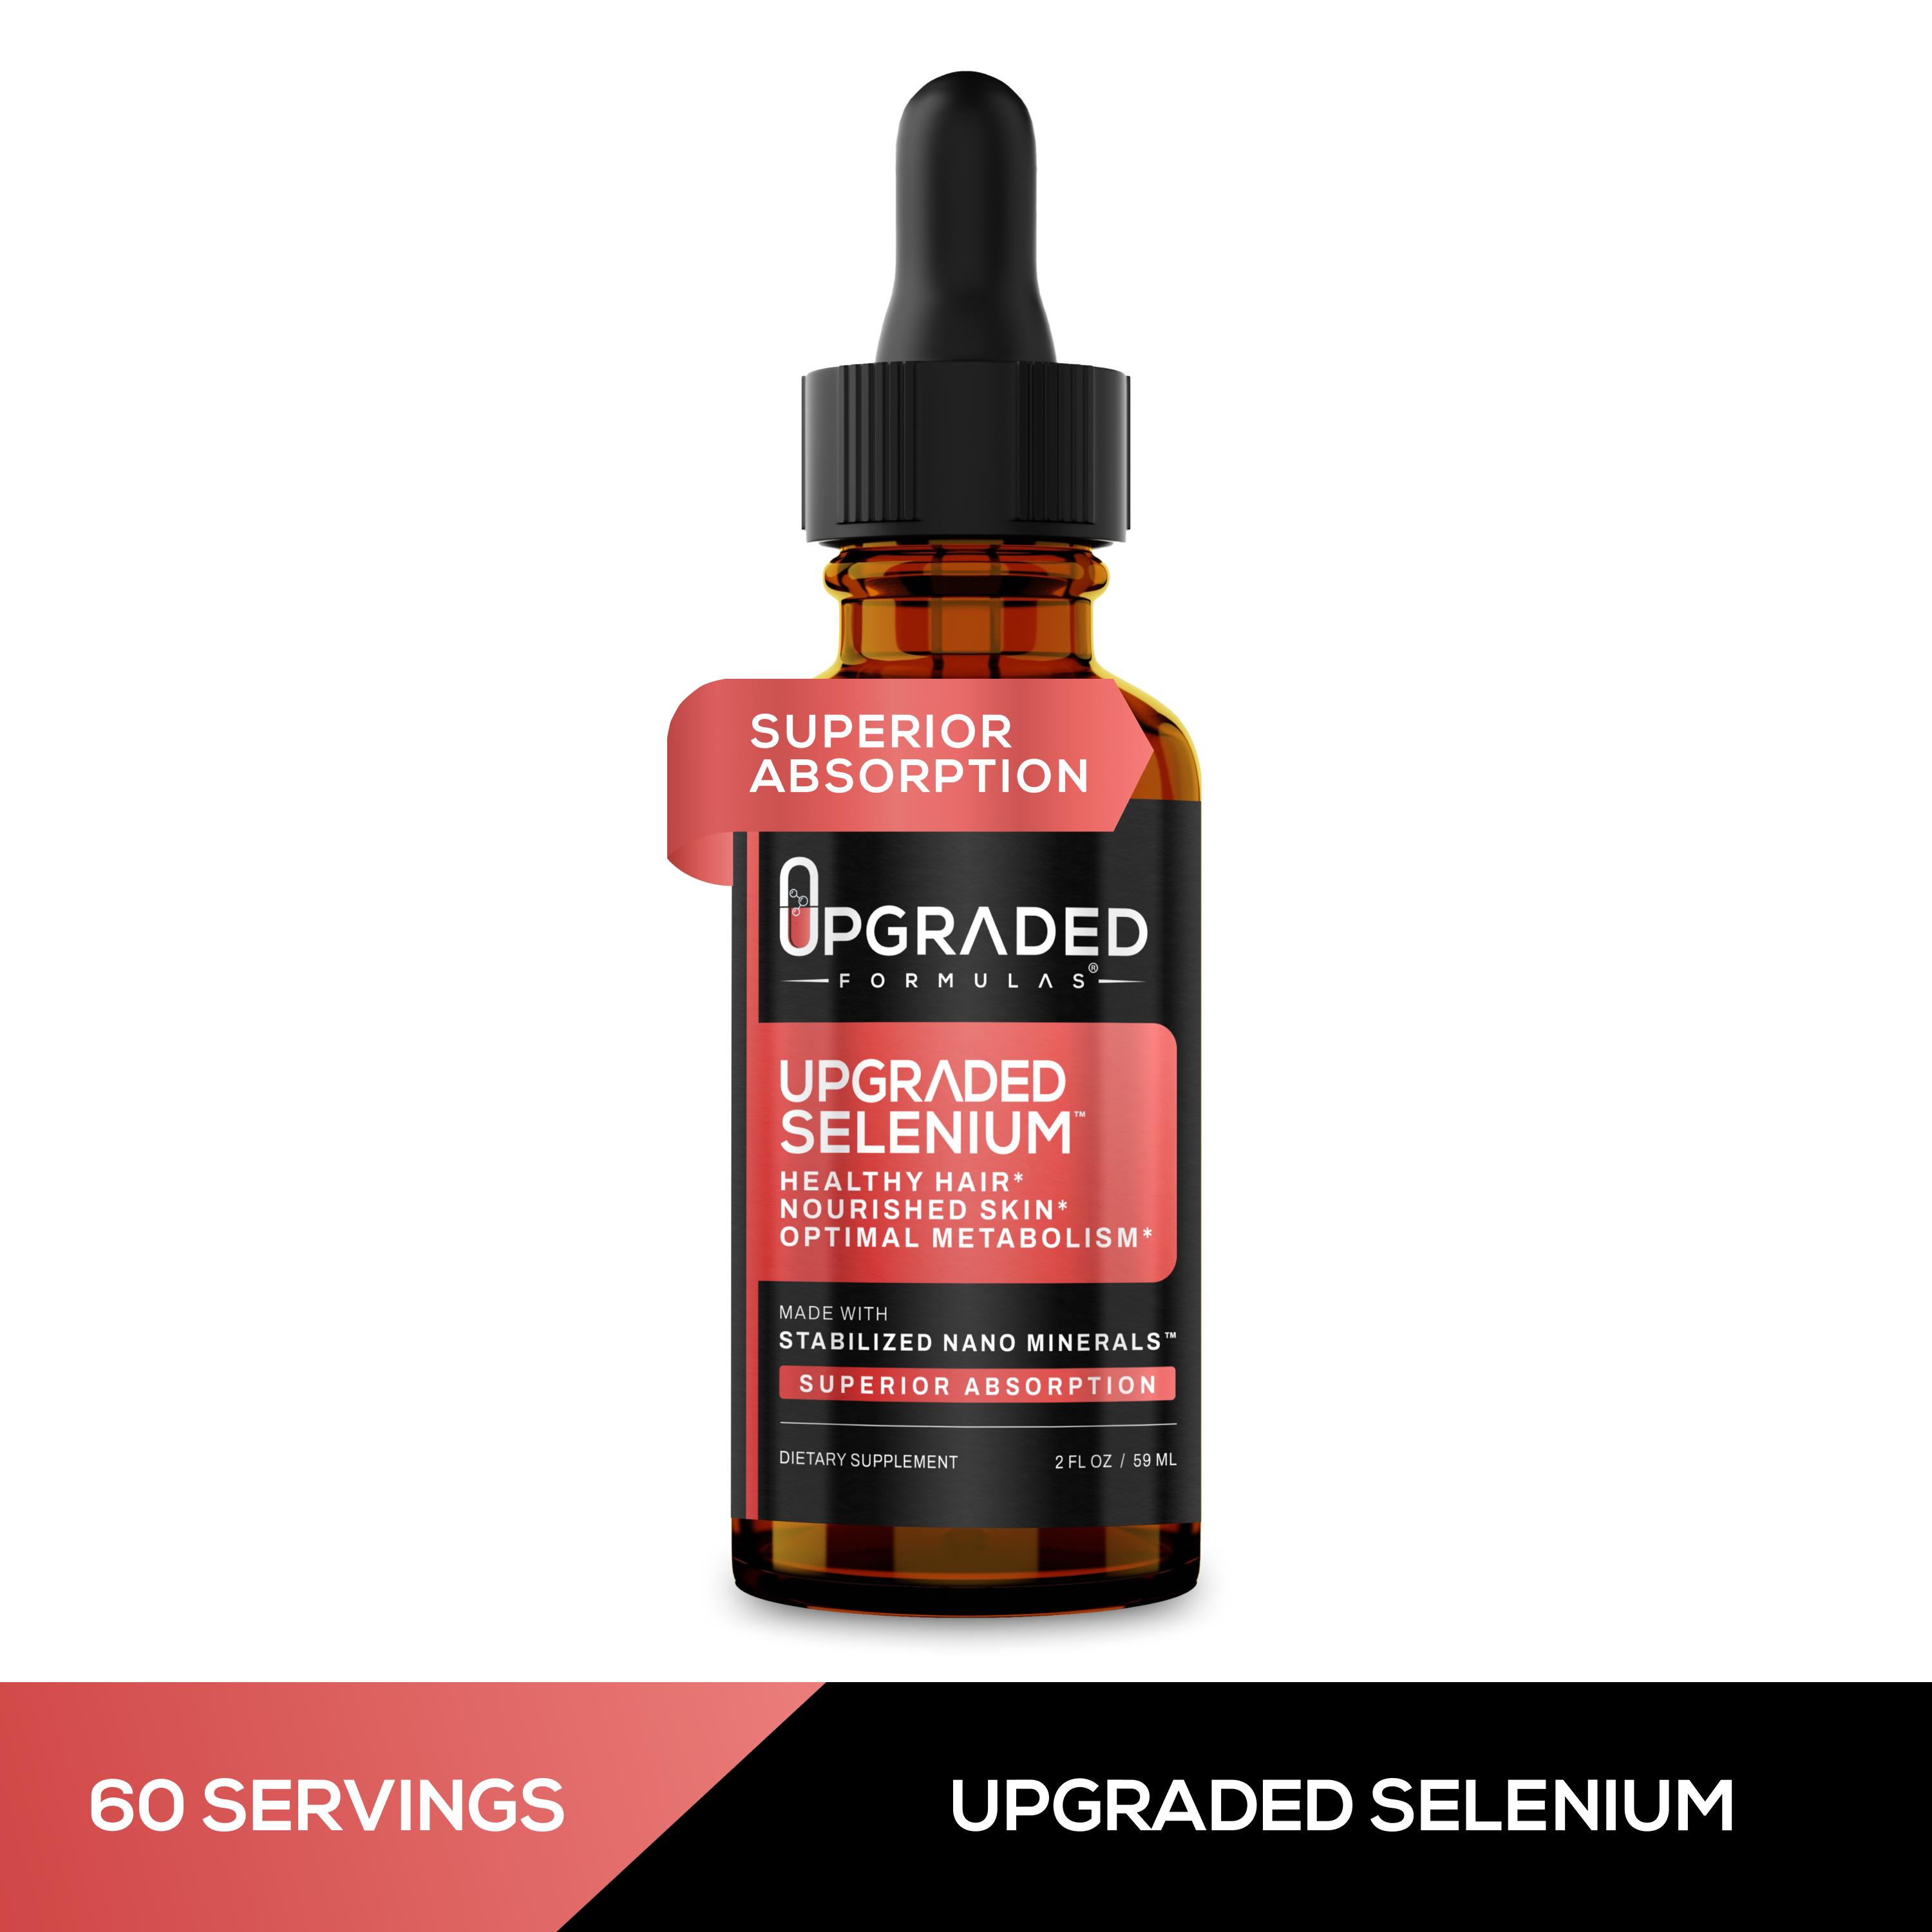 SUPERIOR
ABSORPTION
UPGRADED
FORMULAS®
UPGRADED
SELENIUM™
HEALTHY HAIR*
NOURISHED SKIN*
OPTIMAL METABOLISM*
MADE WITH
STABILIZED NANO MINERALS™
SUPERIOR ABSORPTION
DIETARY SUPPLEMENT 2 FL OZ / 59 ML
60 SERVINGS UPGRADED SELENIUM